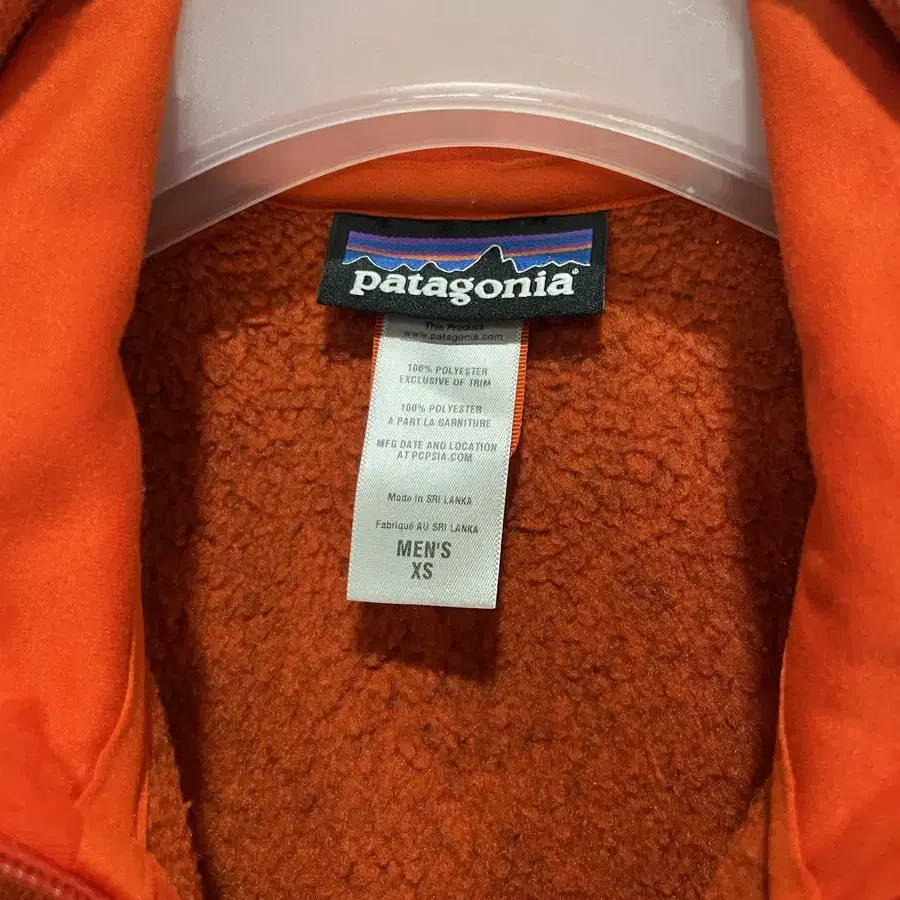 patagonia®
This Product
www.patagonia.com
100% POLYESTER
EXCLUSIVE OF TRIM
100% POLYESTER
A PART LA GARNITURE
MFG DATE AND LOCATION
AT PCPSIA.COM
Made in SRI LANKA
Fabriqué AU SRI LANKA
MEN'S
XS